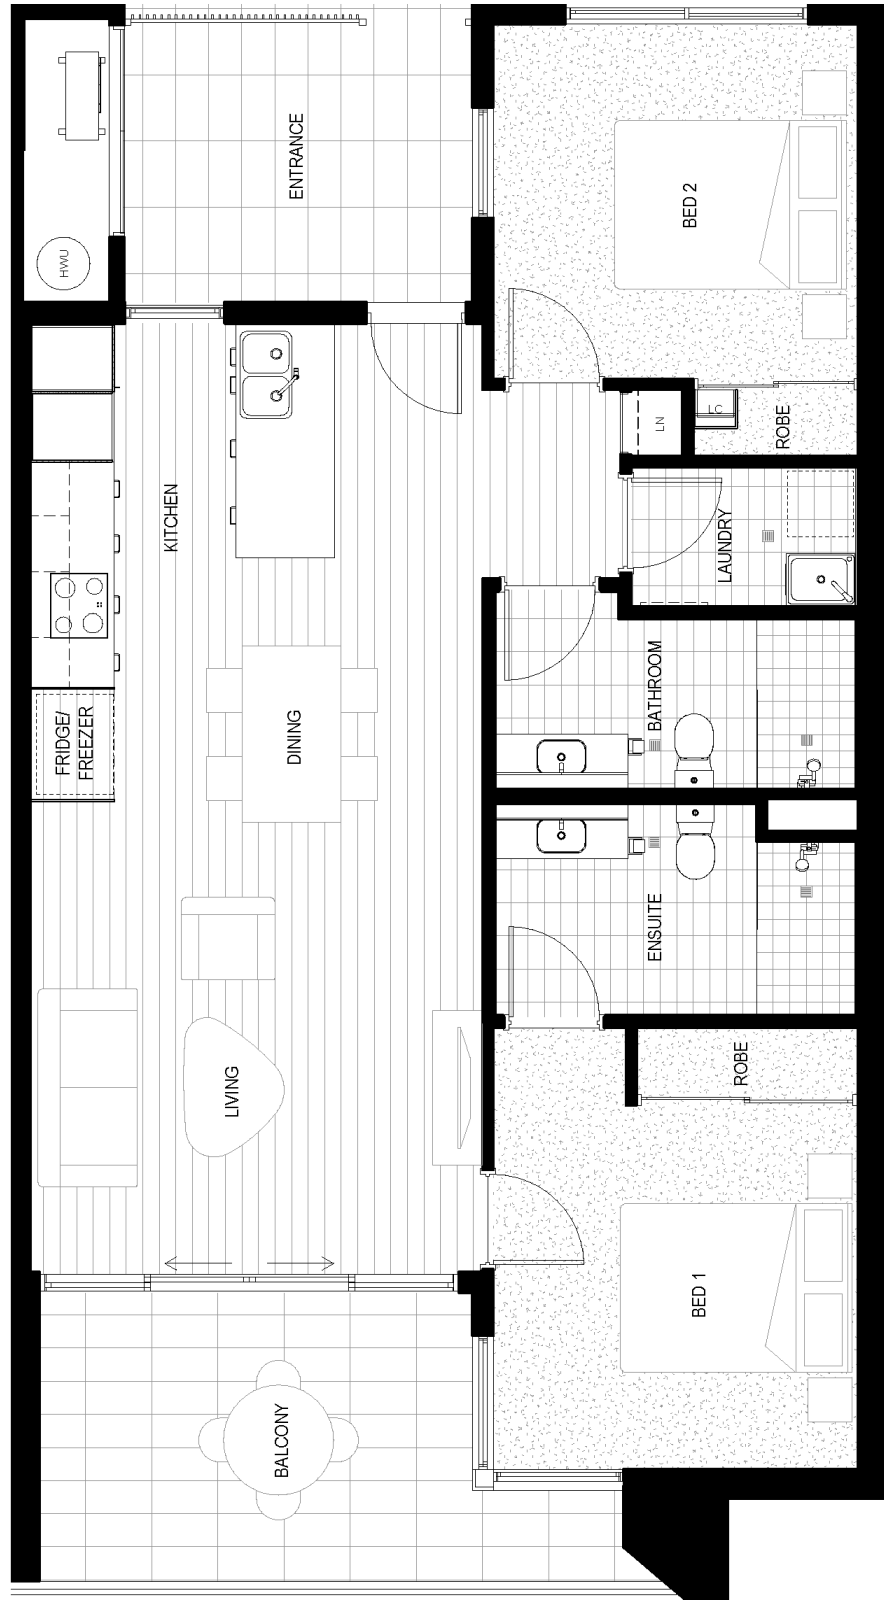 ENTRANCE
BED 2
HWU
LN
LC
ROBE
KITCHEN
LAUNDRY
BATHROOM
FRIDGE/
FREEZER
DINING
ENSUITE
LIVING
ROBE
BED 1
BALCONY